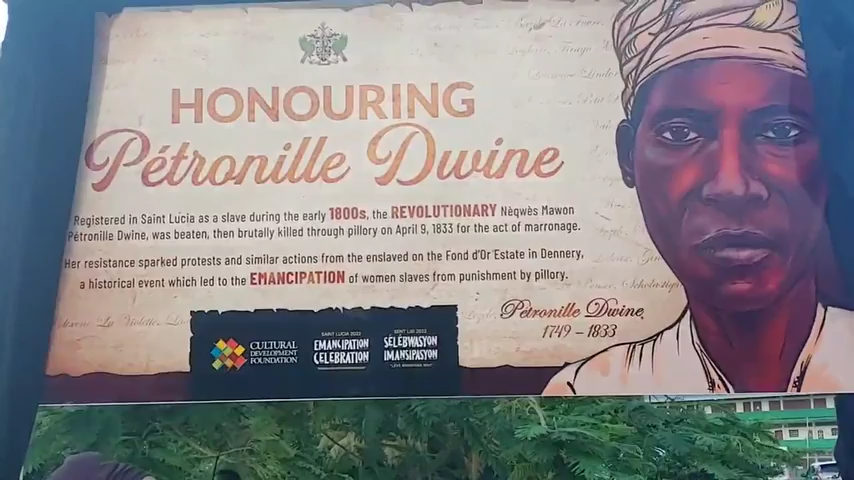 HONOURING
Pétronille Dwine
Registered in Saint Lucia as a slave during the early 1800s, the REVOLUTIONARY Nèqwès Mawon
Pétronille Dwine, was beaten, then brutally killed through pillory on April 9, 1833 for the act of marronage.
Her resistance sparked protests and similar actions from the enslaved on the Fond d'Or Estate in Dennery,
a historical event which led to the EMANCIPATION of women slaves from punishment by pillory.
Pétronille Dwine
1749 – 1833
CULTURAL
DEVELOPMENT
FOUNDATION
SAINT LUCIA 2022
EMANCIPATION
CELEBRATION
SENT LISI 2022
SÉLÉBWASYON
IMANSIPASYON